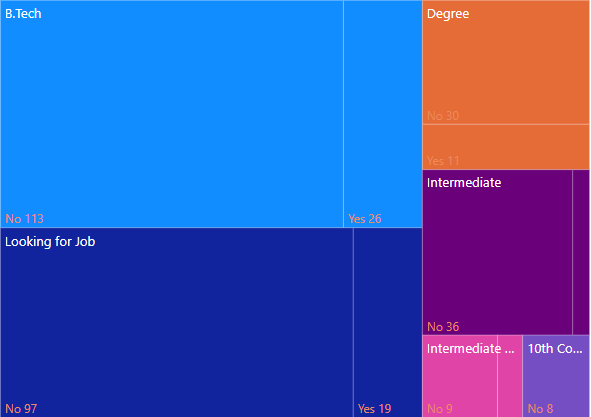 B.Tech
No 113
Yes 26
Degree
No 30
Yes 11
Intermediate
No 36
Looking for Job
No 97
Yes 19
Intermediate ...
No 9
10th Co...
No 8